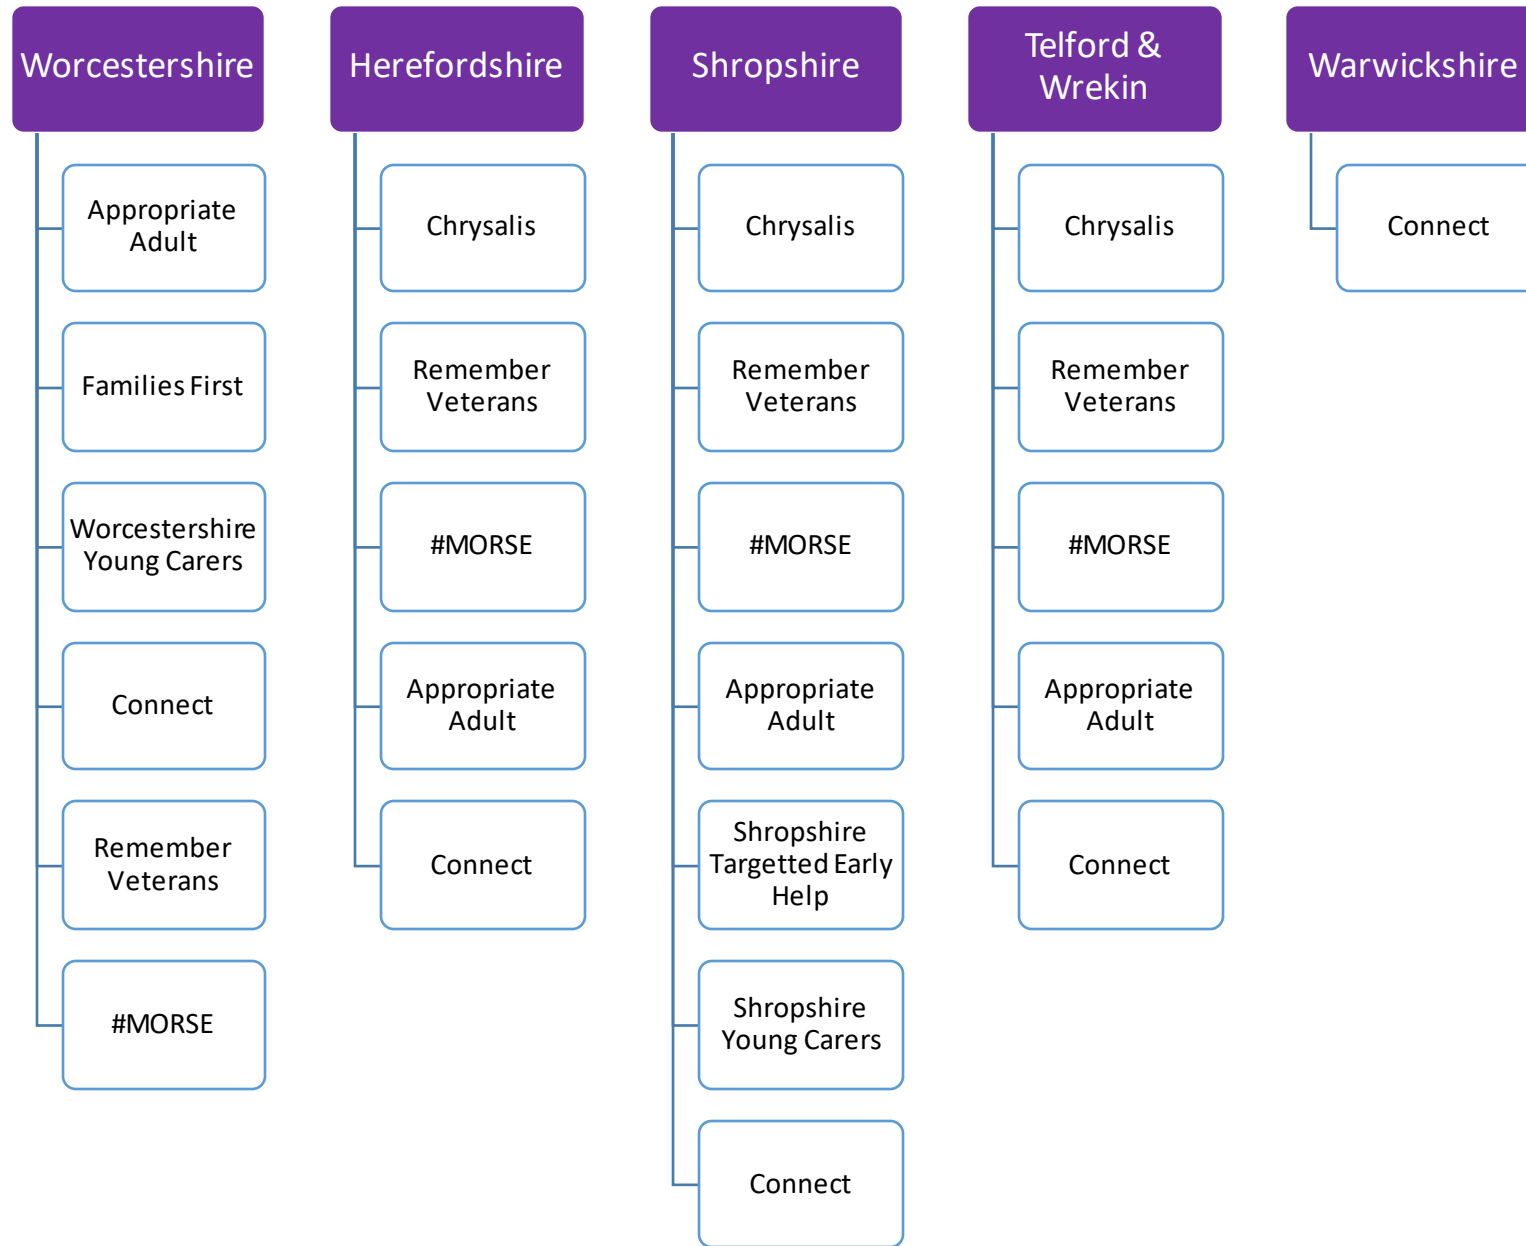 Worcestershire
Appropriate
Adult
Families First
Worcestershire
Young Carers
Connect
Remember
Veterans
#MORSE
Herefordshire
Chrysalis
Remember
Veterans
#MORSE
Appropriate
Adult
Connect
Shropshire
Chrysalis
Remember
Veterans
#MORSE
Appropriate
Adult
Shropshire
Targetted Early
Help
Shropshire
Young Carers
Connect
Telford &
Wrekin
Chrysalis
Remember
Veterans
#MORSE
Appropriate
Adult
Connect
Warwickshire
Connect